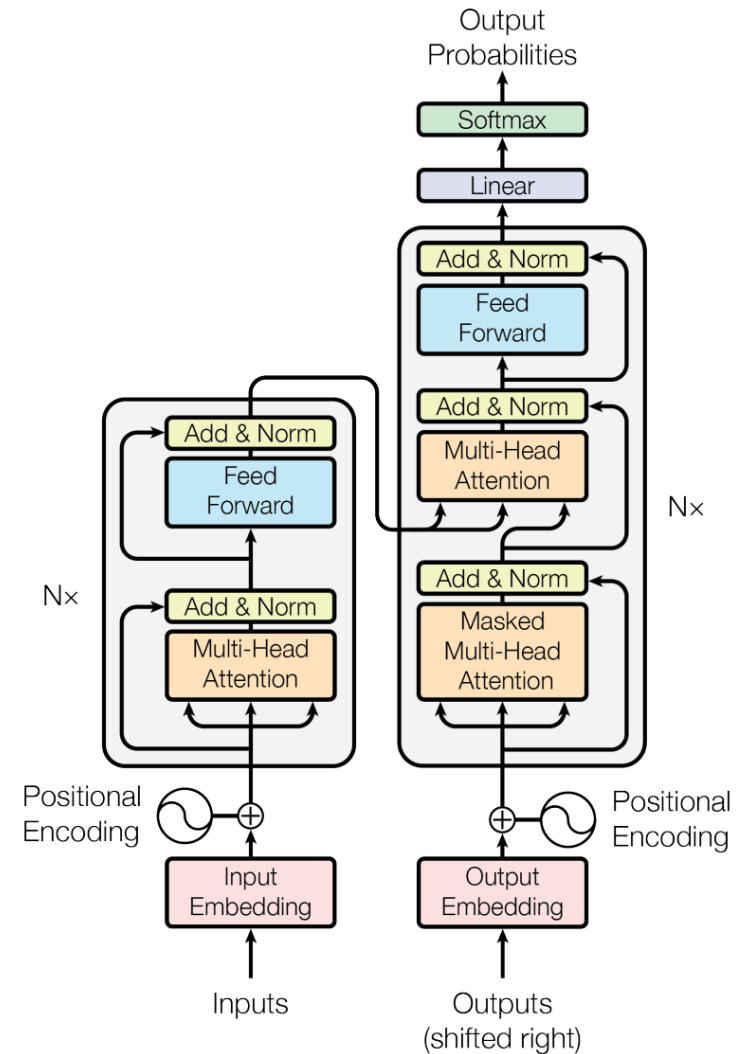 Output
Probabilities
Softmax
Linear
Add & Norm
Feed
Forward
Add & Norm
Multi-Head
Attention
Add & Norm
Masked
Multi-Head
Attention
N×
Add & Norm
Feed
Forward
Add & Norm
Multi-Head
Attention
N×
Positional
Encoding
+
Input
Embedding
Inputs
+
Positional
Encoding
Output
Embedding
Outputs
(shifted right)